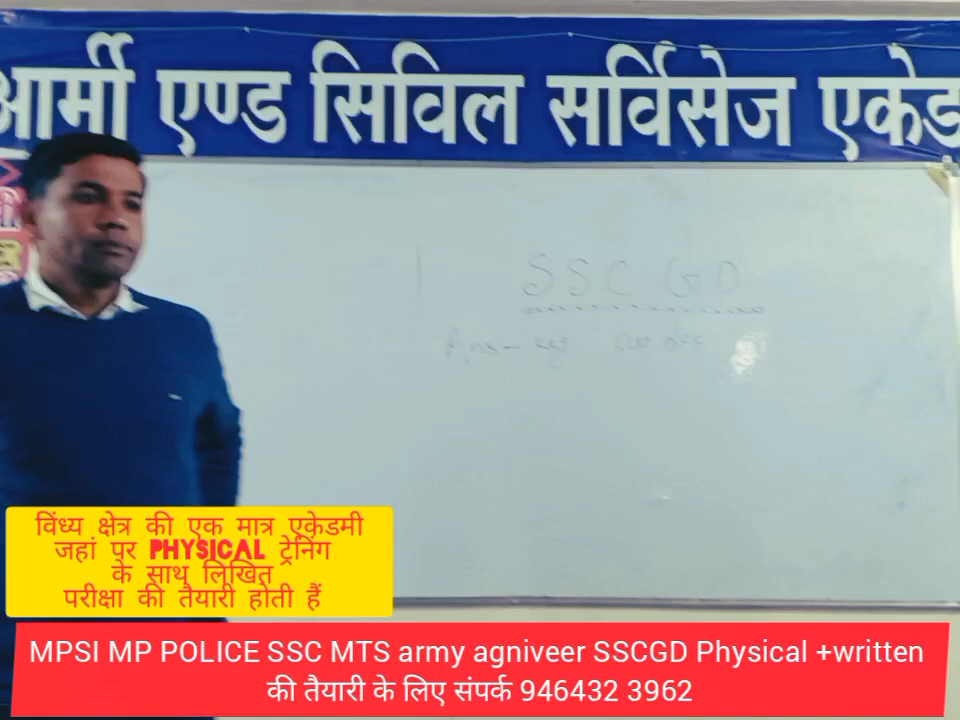 आर्मी एण्ड सिविल सर्विसेज एकेड
SSC GD
Ans- Key Cut OFF
विंध्य क्षेत्र की एक मात्र एकेडमी
जहां पर PHYSICAL ट्रेनिंग
के साथ लिखित
परीक्षा की तैयारी होती हैं
MPSI MP POLICE SSC MTS army agniveer SSCGD Physical +written
की तैयारी के लिए संपर्क 946432 3962